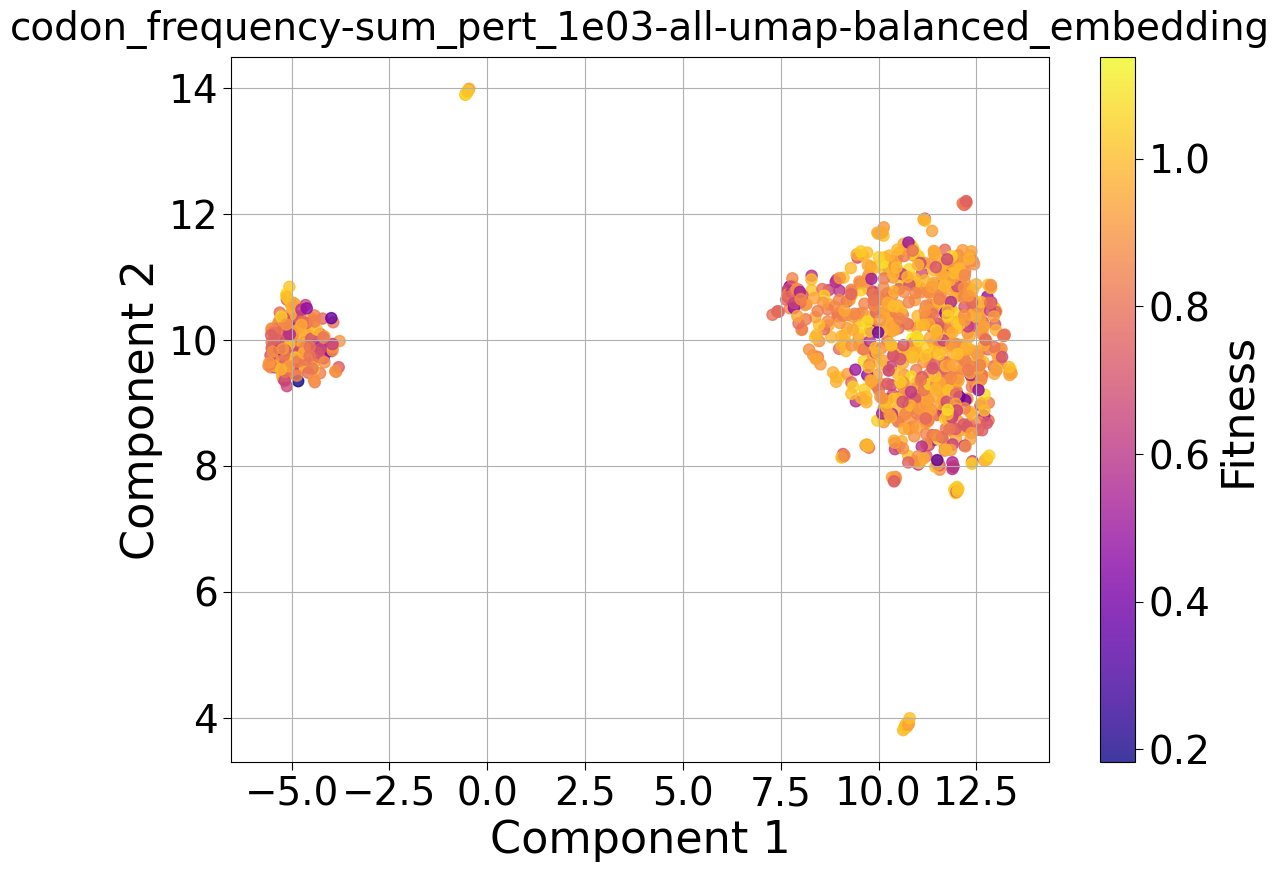 codon_frequency-sum_pert_1e03-all-umap-balanced_embedding
14
12
10
8
6
4
Component 2
−5.0 −2.5 0.0 2.5 5.0 7.5 10.0 12.5
Component 1
1.0
0.8
0.6
0.4
0.2
Fitness